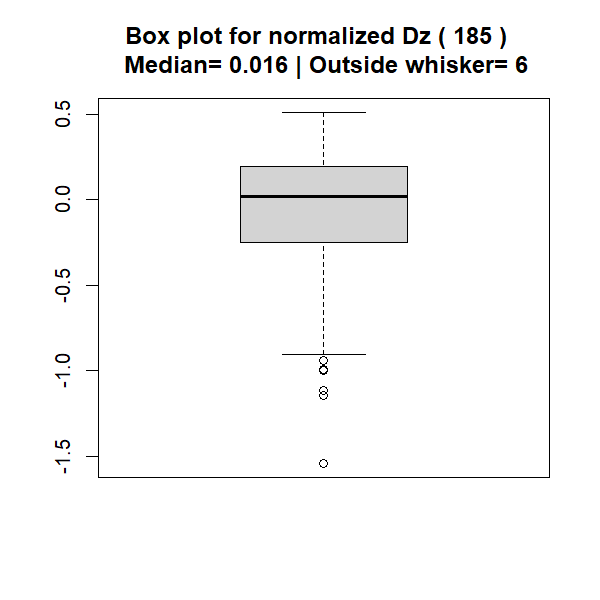 Box plot for normalized Dz ( 185 )
Median= 0.016 | Outside whisker= 6
0.5
0.0
-0.5
-1.0
-1.5